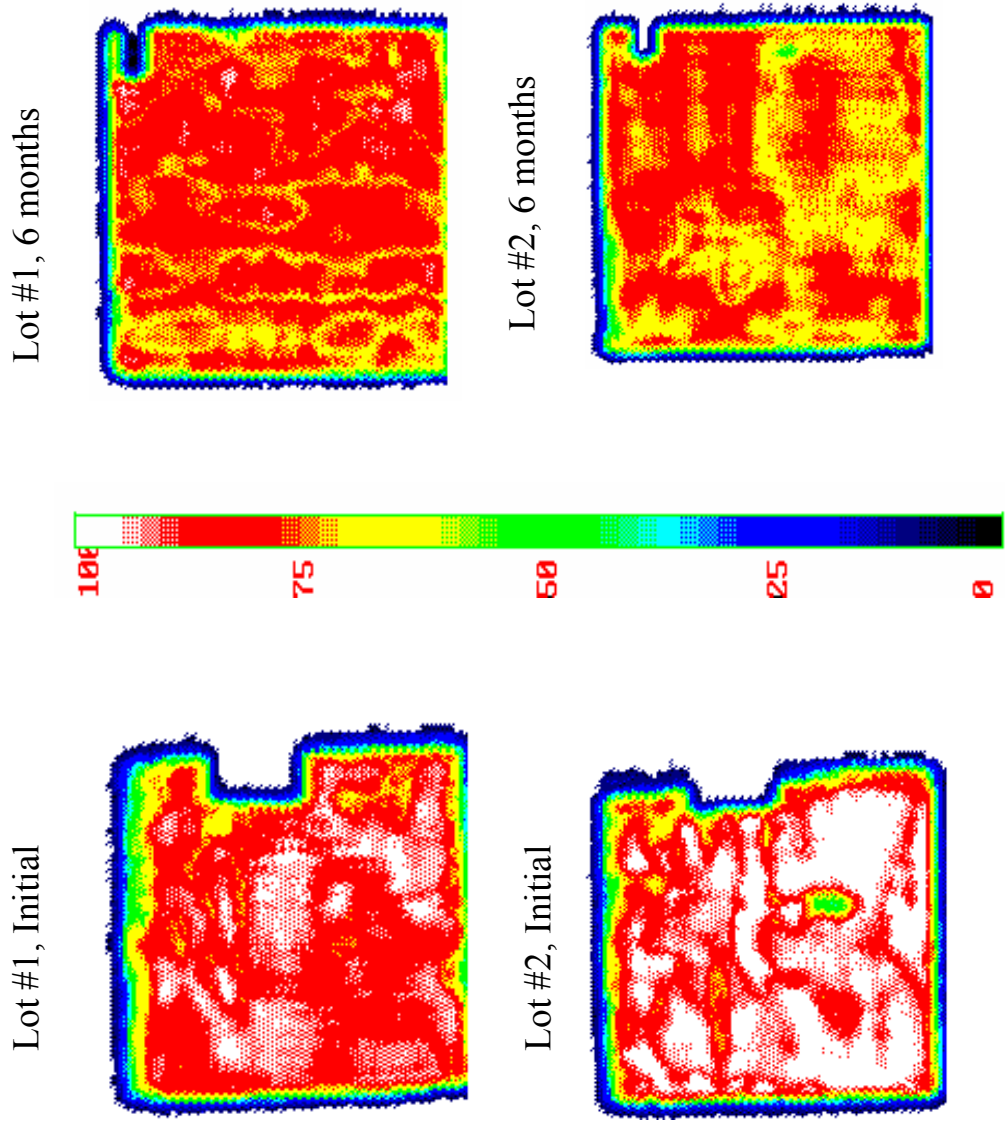 Lot #1, Initial
Lot #1, 6 months
100
75
50
25
0
Lot #2, Initial
Lot #2, 6 months